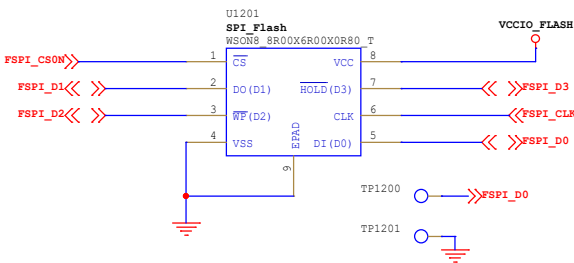 U1201
SPI_Flash
WSON8_8R00X6R00X0R80_T
VCCIO_FLASH
FSPI_CS0N 1 CS VCC 8
FSPI_D1 2 DO(D1) HOLD(D3) 7 FSPI_D3
FSPI_D2 3 WP(D2) CLK 6 FSPI_CLK
4 VSS EPAD DI(D0) 5 FSPI_D0
9
TP1200 FSPI_D0
TP1201